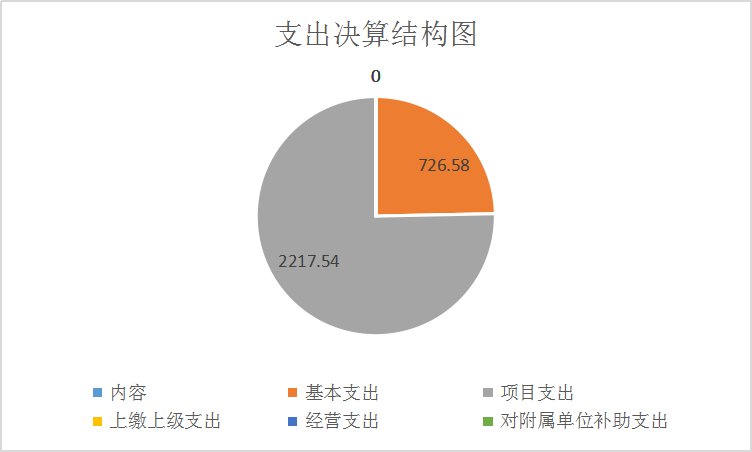 支出决算结构图
0
726.58
2217.54
内容 基本支出 项目支出
上缴上级支出 经营支出 对附属单位补助支出